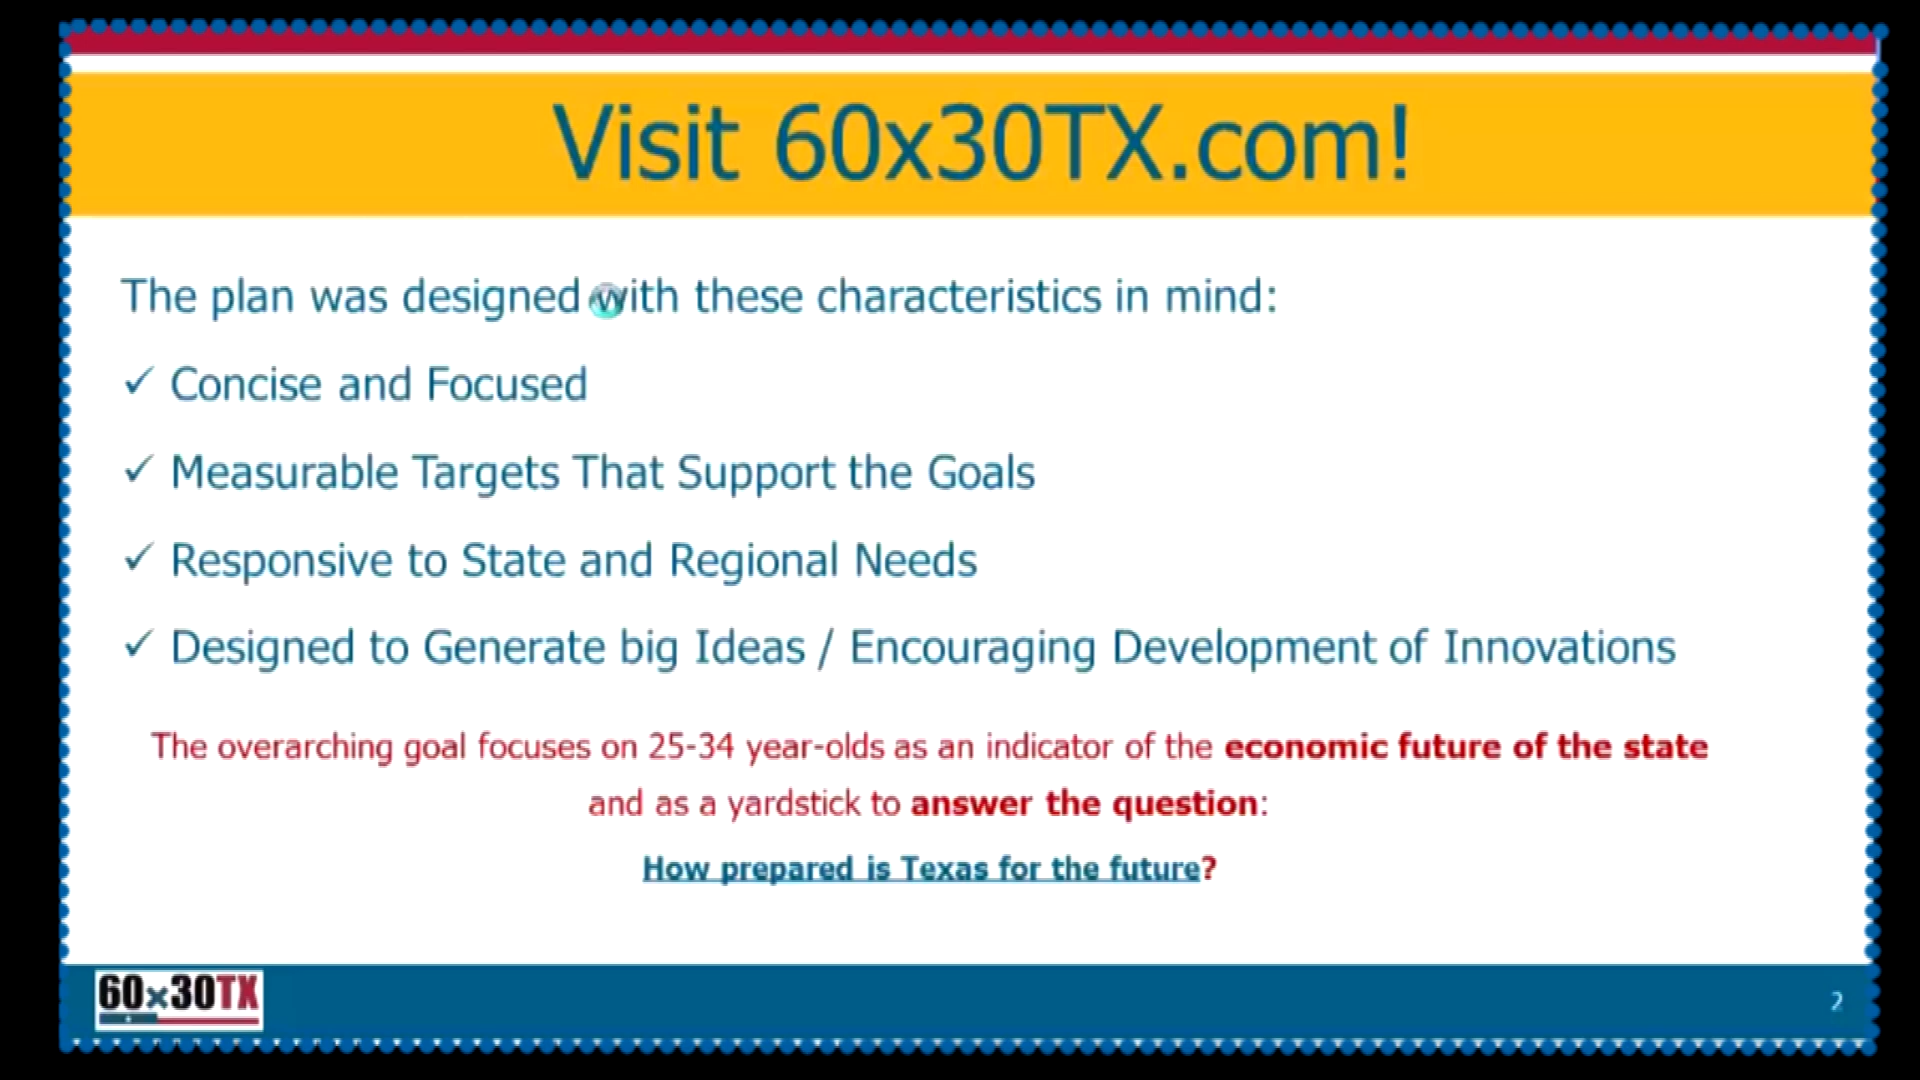 Visit 60x30TX.com!
The plan was designed with these characteristics in mind:
✓ Concise and Focused
✓ Measurable Targets That Support the Goals
✓ Responsive to State and Regional Needs
✓ Designed to Generate big Ideas / Encouraging Development of Innovations
The overarching goal focuses on 25-34 year-olds as an indicator of the economic future of the state
and as a yardstick to answer the question:
How prepared is Texas for the future?
60x30TX
2